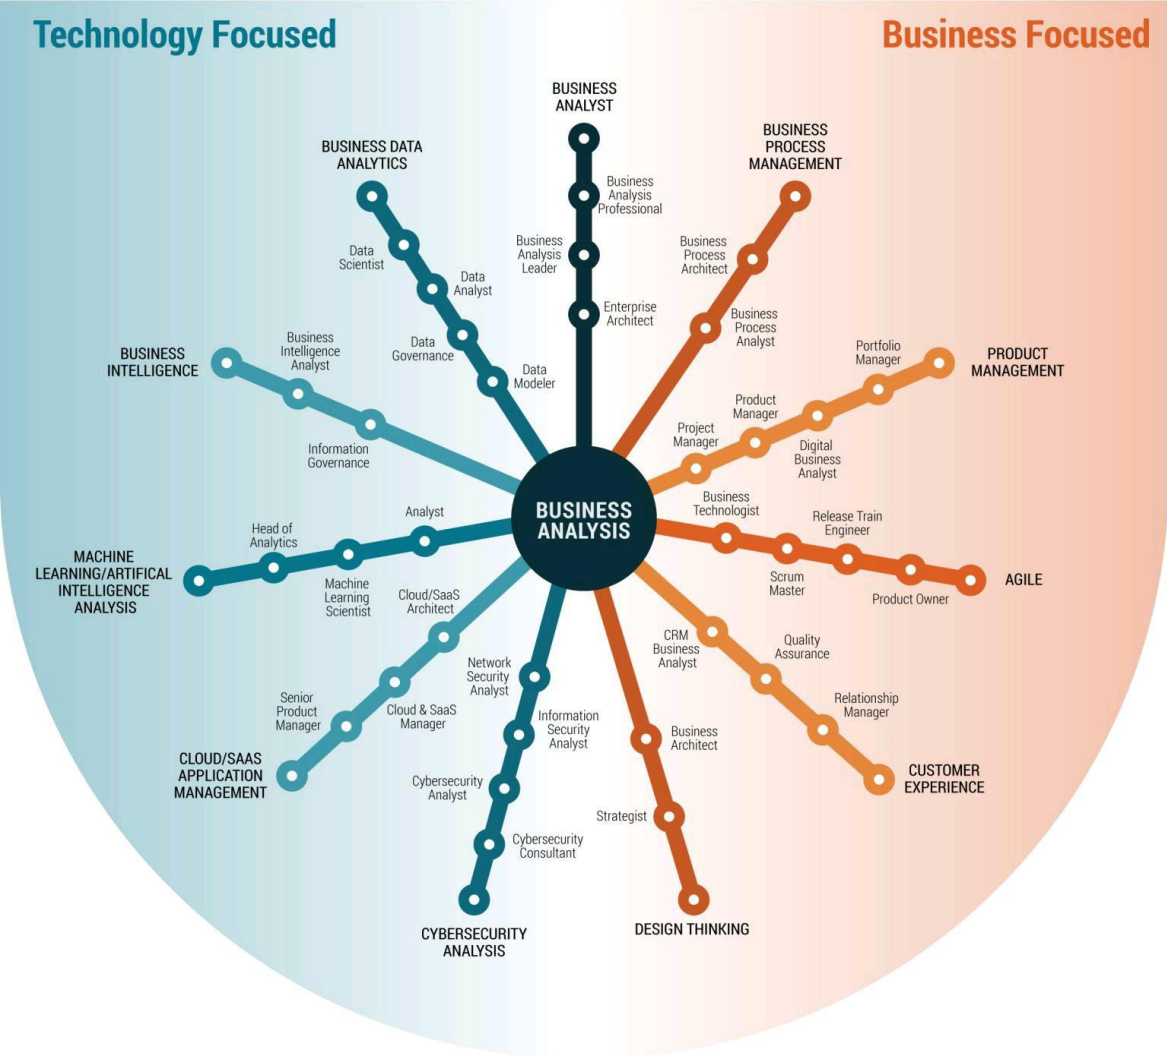 Technology Focused
Business Focused
BUSINESS
ANALYST
Business
Analysis
Professional
Business
Analysis
Leader
Enterprise
Architect
BUSINESS DATA
ANALYTICS
Data
Scientist
Data
Analyst
Data
Governance
Data
Modeler
BUSINESS
PROCESS
MANAGEMENT
Business
Process
Architect
Business
Process
Analyst
BUSINESS
INTELLIGENCE
Business
Intelligence
Analyst
Information
Governance
PRODUCT
MANAGEMENT
Portfolio
Manager
Digital
Business
Analyst
Product
Manager
Project
Manager
BUSINESS
ANALYSIS
MACHINE
LEARNING/ARTIFICAL
INTELLIGENCE
ANALYSIS
Head of
Analytics
Machine
Learning
Scientist
Analyst
AGILE
Business
Technologist
Scrum
Master
Release Train
Engineer
Product Owner
CLOUD/SAAS
APPLICATION
MANAGEMENT
Senior
Product
Manager
Cloud & SaaS
Manager
Cloud/SaaS
Architect
CUSTOMER
EXPERIENCE
CRM
Business
Analyst
Quality
Assurance
Relationship
Manager
Network
Security
Analyst
Information
Security
Analyst
Cybersecurity
Analyst
Cybersecurity
Consultant
CYBERSECURITY
ANALYSIS
Business
Architect
Strategist
DESIGN THINKING